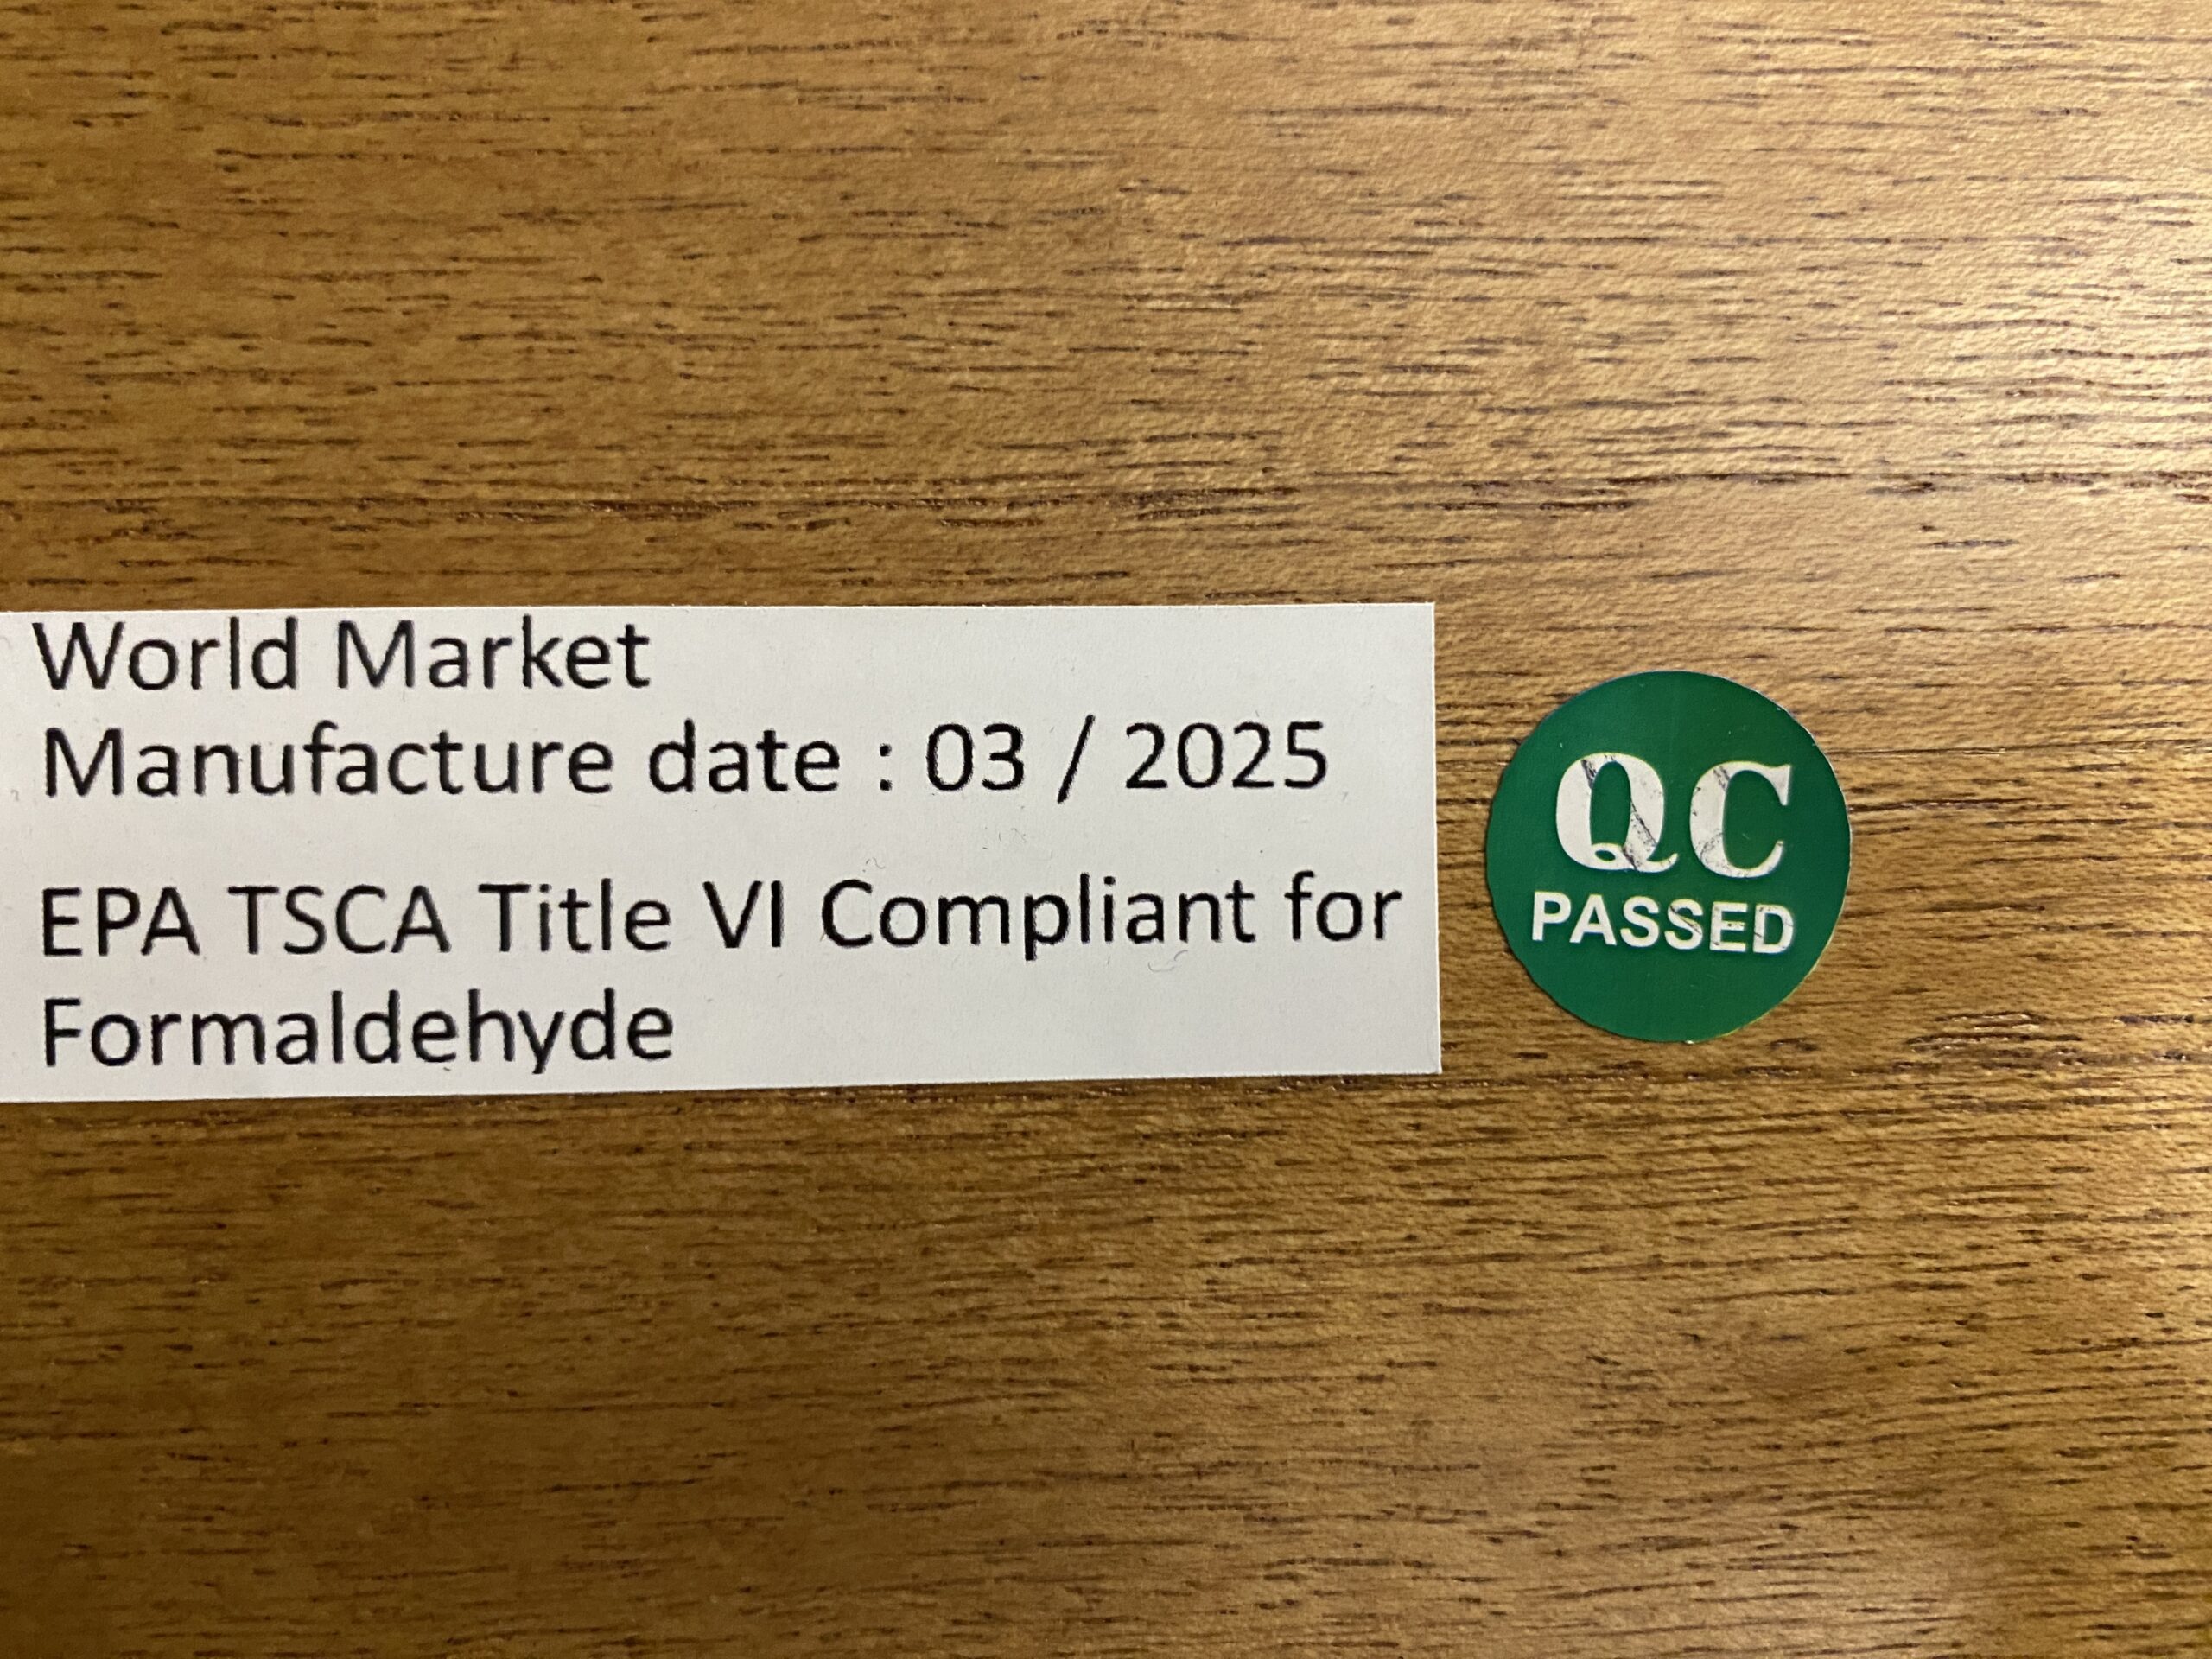 World Market
Manufacture date : 03 / 2025
EPA TSCA Title VI Compliant for
Formaldehyde
QC
PASSED